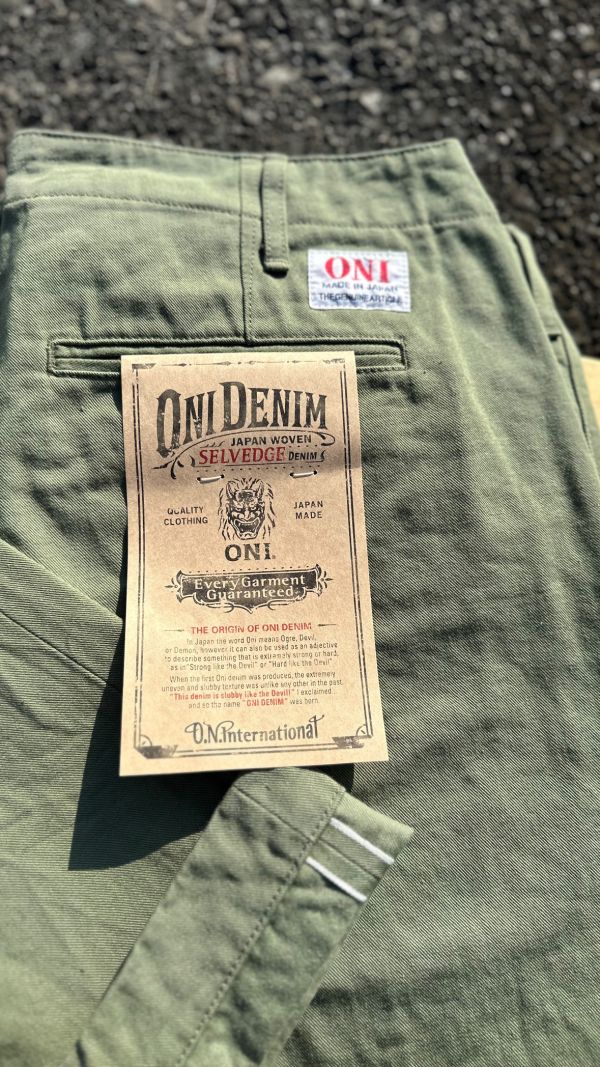 ONI
MADE IN JAPAN
THEGENUINEARTICLE
ONI DENIM
JAPAN WOVEN
SELVEDGE DENIM
QUALITY
CLOTHING
JAPAN
MADE
ONI.
Every Garment
Guaranteed
THE ORIGIN OF ONI DENIM
In Japan the word Oni means Ogre, Devil,
or Demon, however it can also be used as an adjective
to describe something that is extremely strong or hard,
as in "Strong like the Devil" or "Hard like the Devil"
When the first Oni denim was produced, the extremely
uneven and slubby texture was unlike any other in the past.
"This denim is slubby like the Devil!" I exclaimed
and so the name "ONI DENIM" was born.
O.N.International